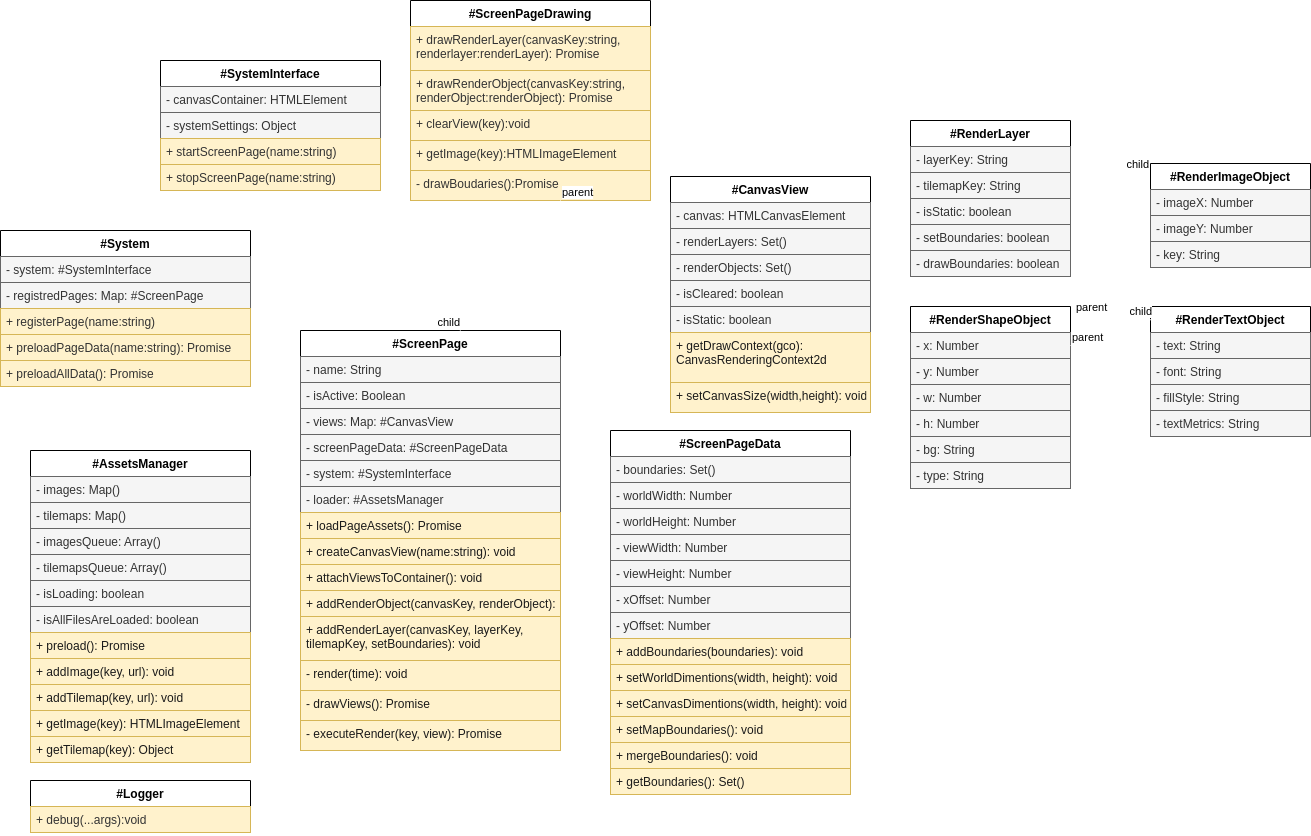 #ScreenPageDrawing
+ drawRenderLayer(canvasKey:string,
renderlayer:renderLayer): Promise
+ drawRenderObject(canvasKey:string,
renderObject:renderObject): Promise
+ clearView(key):void
+ getImage(key):HTMLImageElement
- drawBoudaries():Promise
parent
#SystemInterface
- canvasContainer: HTMLElement
- systemSettings: Object
+ startScreenPage(name:string)
+ stopScreenPage(name:string)
#System
- system: #SystemInterface
- registredPages: Map: #ScreenPage
+ registerPage(name:string)
+ preloadPageData(name:string): Promise
+ preloadAllData(): Promise
#AssetsManager
- images: Map()
- tilemaps: Map()
- imagesQueue: Array()
- tilemapsQueue: Array()
- isLoading: boolean
- isAllFilesAreLoaded: boolean
+ preload(): Promise
+ addImage(key, url): void
+ addTilemap(key, url): void
+ getImage(key): HTMLImageElement
+ getTilemap(key): Object
#Logger
+ debug(...args):void
child
#ScreenPage
- name: String
- isActive: Boolean
- views: Map: #CanvasView
- screenPageData: #ScreenPageData
- system: #SystemInterface
- loader: #AssetsManager
+ loadPageAssets(): Promise
+ createCanvasView(name:string): void
+ attachViewsToContainer(): void
+ addRenderObject(canvasKey, renderObject):
+ addRenderLayer(canvasKey, layerKey,
tilemapKey, setBoundaries): void
- render(time): void
- drawViews(): Promise
- executeRender(key, view): Promise
#CanvasView
- canvas: HTMLCanvasElement
- renderLayers: Set()
- renderObjects: Set()
- isCleared: boolean
- isStatic: boolean
+ getDrawContext(gco):
CanvasRenderingContext2d
+ setCanvasSize(width,height): void
#ScreenPageData
- boundaries: Set()
- worldWidth: Number
- worldHeight: Number
- viewWidth: Number
- viewHeight: Number
- xOffset: Number
- yOffset: Number
+ addBoundaries(boundaries): void
+ setWorldDimentions(width, height): void
+ setCanvasDimentions(width, height): void
+ setMapBoundaries(): void
+ mergeBoundaries(): void
+ getBoundaries(): Set()
#RenderLayer
- layerKey: String
- tilemapKey: String
- isStatic: boolean
- setBoundaries: boolean
- drawBoundaries: boolean
#RenderShapeObject
- x: Number
- y: Number
- w: Number
- h: Number
- bg: String
- type: String
parent
parent
child
#RenderImageObject
- imageX: Number
- imageY: Number
- key: String
child
#RenderTextObject
- text: String
- font: String
- fillStyle: String
- textMetrics: String